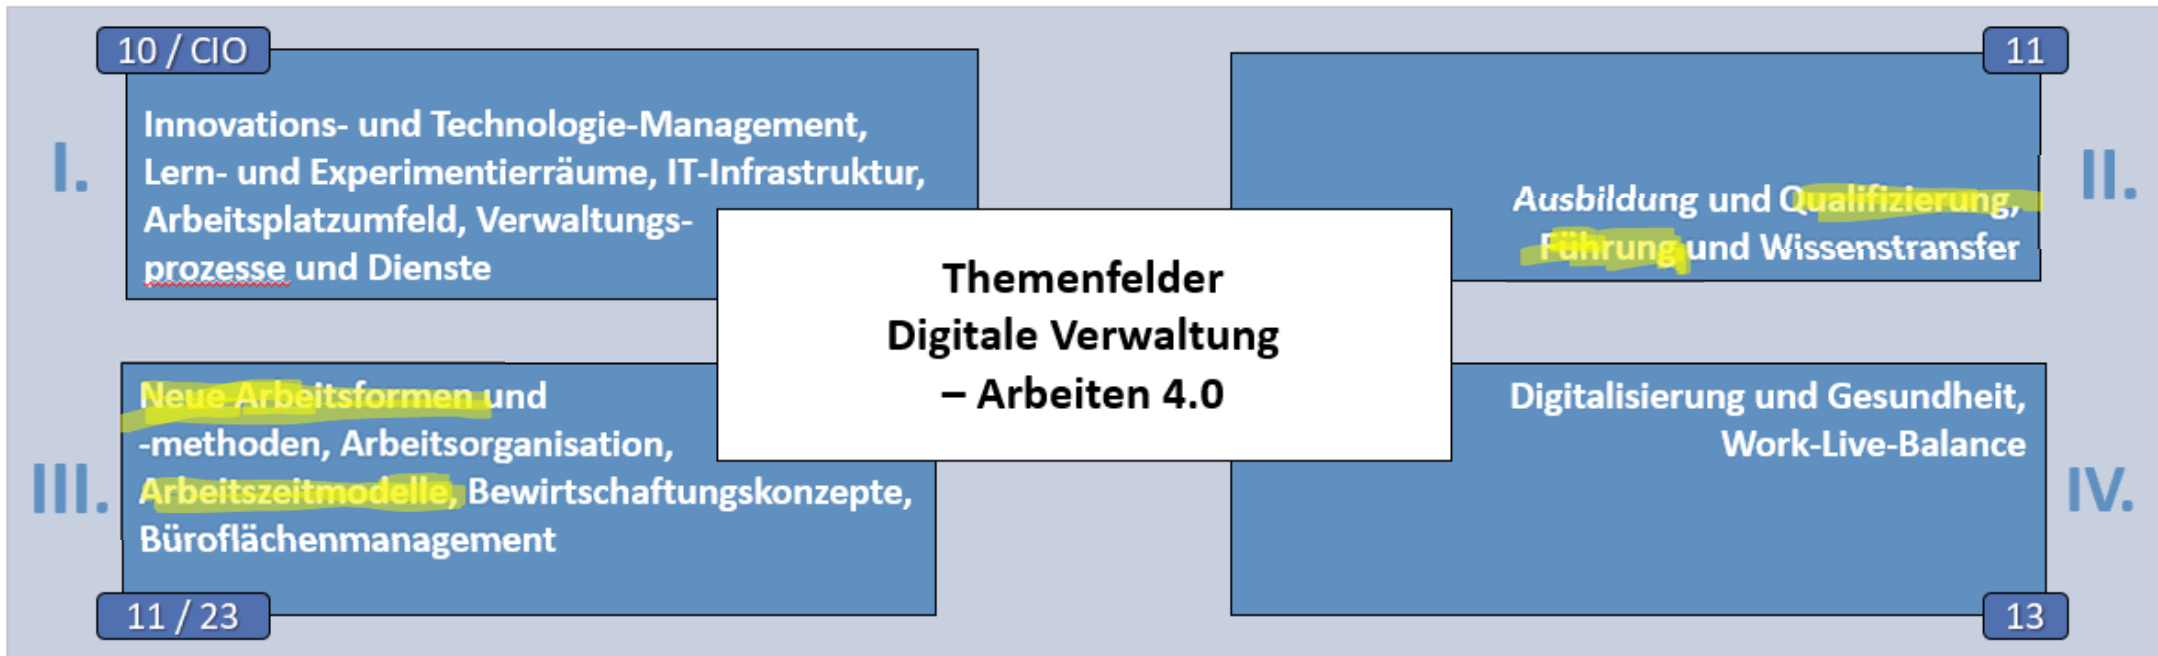 10 / CIO
I.
Innovations- und Technologie-Management,
Lern- und Experimentierräume, IT-Infrastruktur,
Arbeitsplatzumfeld, Verwaltungs-
prozesse und Dienste
11
II.
Ausbildung und Qualifizierung,
Führung und Wissenstransfer
Themenfelder
Digitale Verwaltung
– Arbeiten 4.0
III.
Neue Arbeitsformen und
-methoden, Arbeitsorganisation,
Arbeitszeitmodelle, Bewirtschaftungskonzepte,
Büroflächenmanagement
11 / 23
Digitalisierung und Gesundheit,
Work-Live-Balance
IV.
13